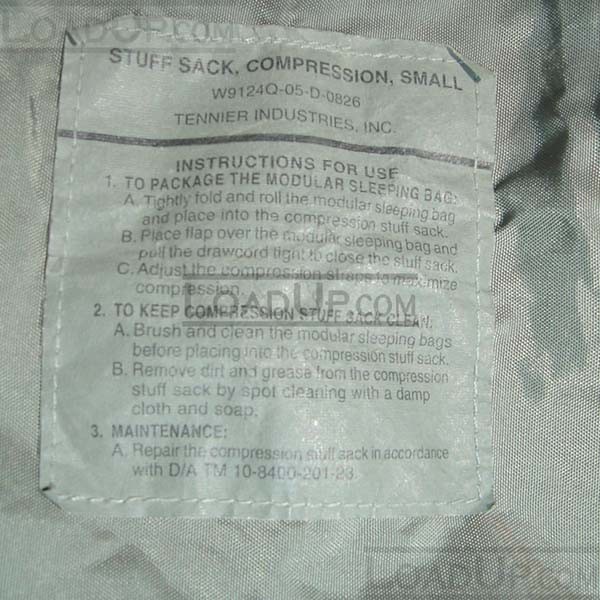 LOADUP.COM
STUFF SACK, COMPRESSION, SMALL
W9124Q-05-D-0826
TENNIER INDUSTRIES, INC.
INSTRUCTIONS FOR USE
1. TO PACKAGE THE MODULAR SLEEPING BAG:
A. Tightly fold and roll the modular sleeping bag
and place into the compression stuff sack.
B. Place flap over the modular sleeping bag and
pull the drawcord tight to close the stuff sack.
C. Adjust the compression straps to maximize
compression.
LOADUP.COM
2. TO KEEP COMPRESSION STUFF SACK CLEAN:
A. Brush and clean the modular sleeping bags
before placing into the compression stuff sack.
B. Remove dirt and grease from the compression
stuff sack by spot cleaning with a damp
cloth and soap.
3. MAINTENANCE:
A. Repair the compression stuff sack in accordance
with D/A TM 10-8400-201-23.
LOADUP.COM